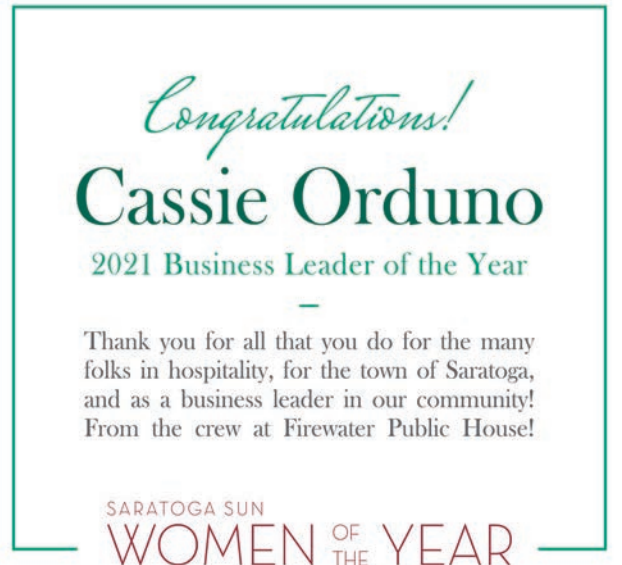 Congratulations!
Cassie Orduno
2021 Business Leader of the Year
Thank you for all that you do for the many
folks in hospitality, for the town of Saratoga,
and as a business leader in our community!
From the crew at Firewater Public House!
SARATOGA SUN
WOMEN OF THE YEAR